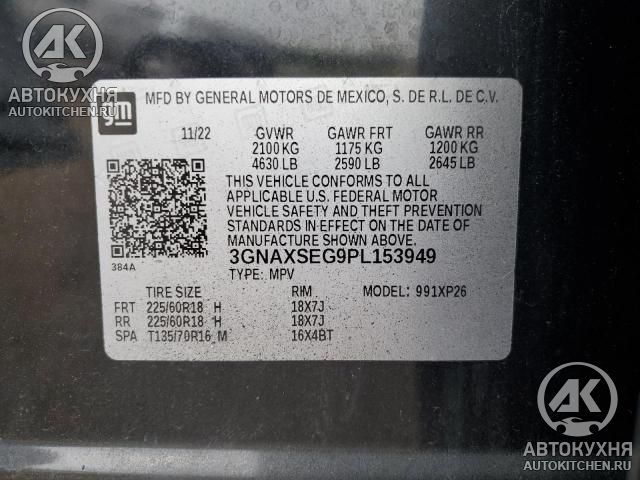 АК
АВТОКУХНЯ
avtokuhnya.ru
gm
MFD BY GENERAL MOTORS DE MEXICO, S. DE R.L. DE C.V.
11/22 GVWR GAWR FRT GAWR RR
2100 KG 1175 KG 1200 KG
4630 LB 2590 LB 2645 LB
THIS VEHICLE CONFORMS TO ALL
APPLICABLE U.S. FEDERAL MOTOR
VEHICLE SAFETY AND THEFT PREVENTION
STANDARDS IN EFFECT ON THE DATE OF
MANUFACTURE SHOWN ABOVE.
384A
3GNAXSEG9PL153949
TYPE: MPV
TIRE SIZE RIM MODEL: 991XP26
FRT 225/60R18 H 18X7J
RR 225/60R18 H 18X7J
SPA T135/70R16 M 16X4BT
АК
АВТОКУХНЯ
avtokitchen.ru